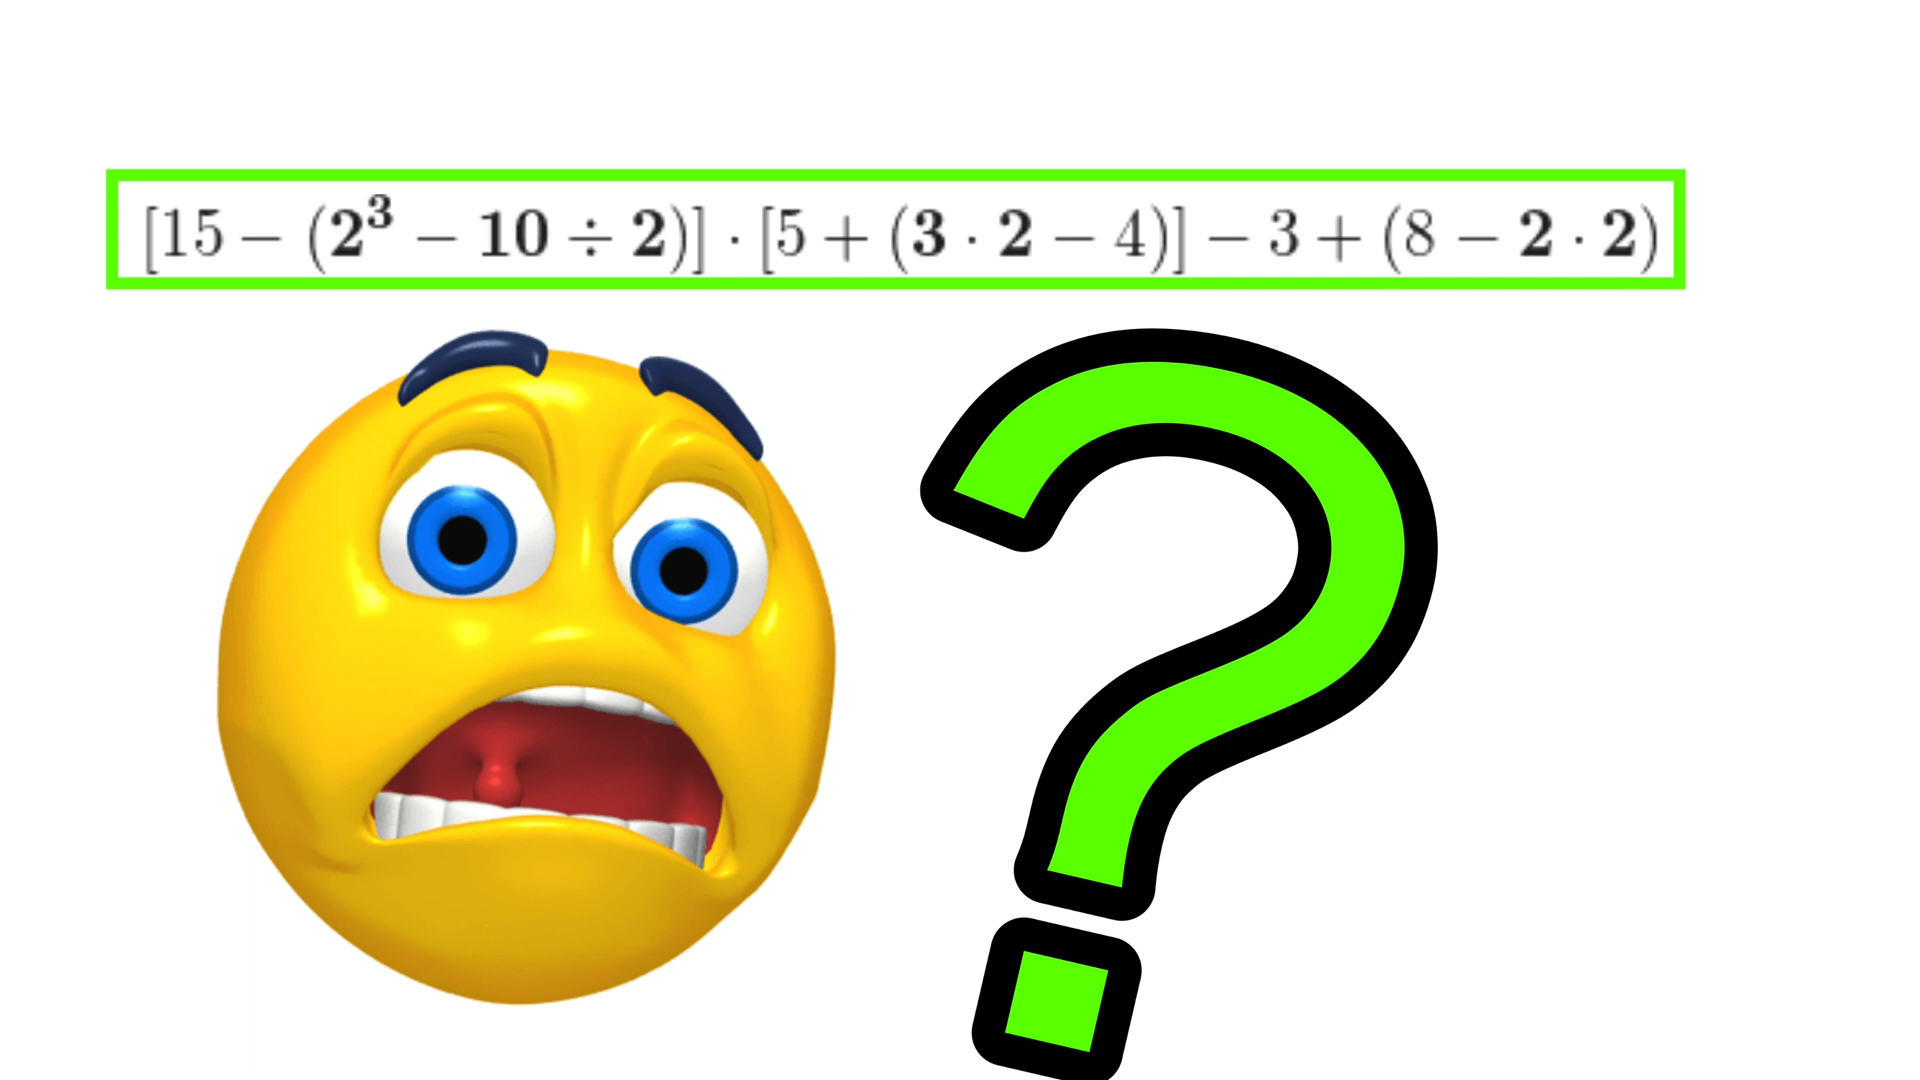 [15 − (2³ − 10 ÷ 2)] · [5 + (3 · 2 − 4)] − 3 + (8 − 2 · 2)
?